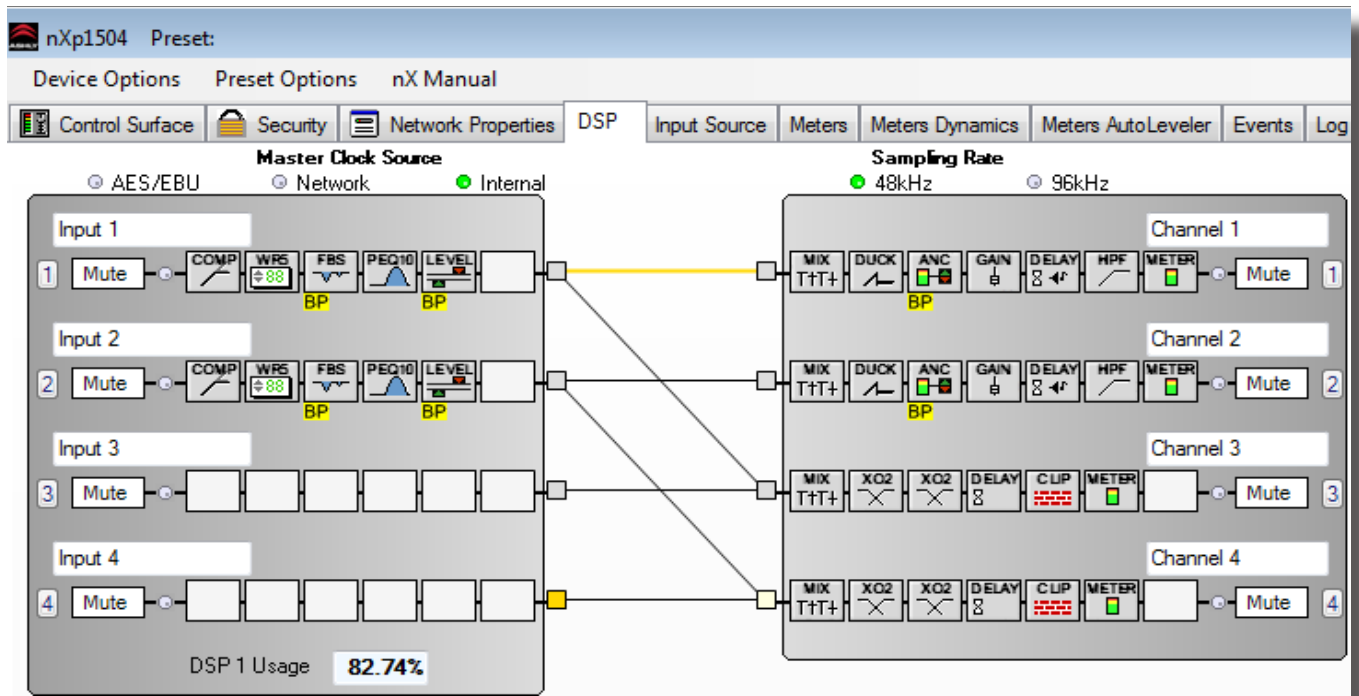 nXp1504 Preset:
Device Options Preset Options nX Manual
Control Surface Security Network Properties DSP Input Source Meters Meters Dynamics Meters AutoLeveler Events Log
Master Clock Source Sampling Rate
AES/EBU Network Internal 48kHz 96kHz
Input 1 Channel 1
1 Mute COMP WR5 88 FBS PEQ10 LEVEL MIX DUCK ANC GAIN DELAY HPF METER Mute 1
BP BP BP
Input 2 Channel 2
2 Mute COMP WR5 88 FBS PEQ10 LEVEL MIX DUCK ANC GAIN DELAY HPF METER Mute 2
BP BP BP
Input 3 Channel 3
3 Mute MIX XO2 XO2 DELAY CLIP METER Mute 3
Input 4 Channel 4
4 Mute MIX XO2 XO2 DELAY CLIP METER Mute 4
DSP 1 Usage 82.74%